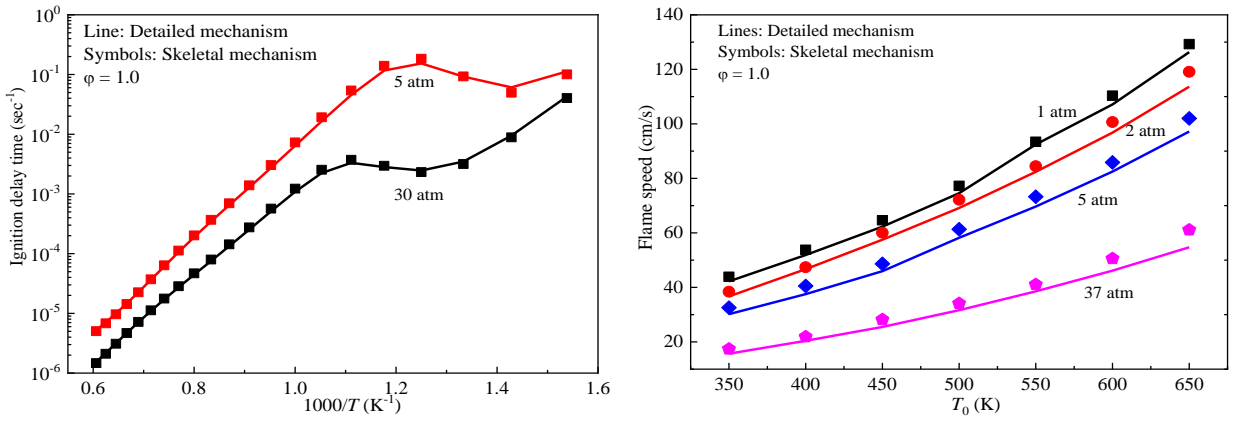 Line: Detailed mechanism
Symbols: Skeletal mechanism
φ = 1.0
5 atm
30 atm
Ignition delay time (sec⁻¹)
10⁰
10⁻¹
10⁻²
10⁻³
10⁻⁴
10⁻⁵
10⁻⁶
0.6 0.8 1.0 1.2 1.4 1.6
1000/T (K⁻¹)
Lines: Detailed mechanism
Symbols: Skeletal mechanism
φ = 1.0
1 atm
2 atm
5 atm
37 atm
Flame speed (cm/s)
140
120
100
80
60
40
20
350 400 450 500 550 600 650
T₀ (K)